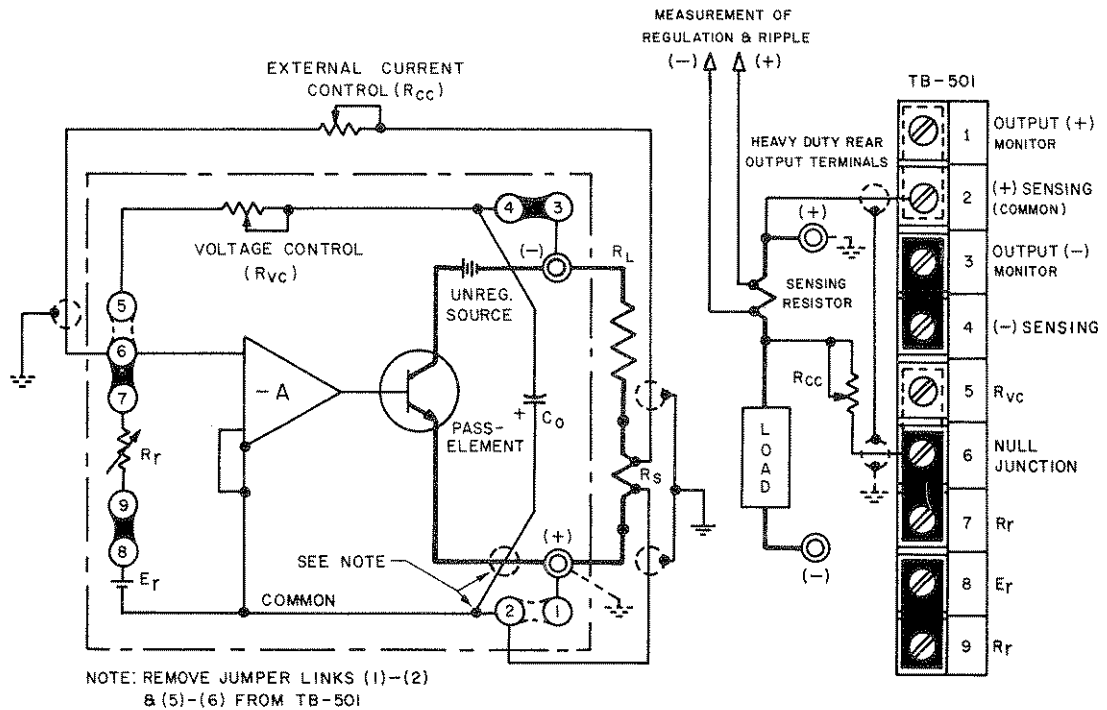 MEASUREMENT OF
REGULATION & RIPPLE
(-) (+)
EXTERNAL CURRENT
CONTROL (RCC)
TB-501
HEAVY DUTY REAR
OUTPUT TERMINALS
1 OUTPUT (+)
MONITOR
2 (+) SENSING
(COMMON)
3 OUTPUT (-)
MONITOR
4 (-) SENSING
5 RVC
6 NULL
JUNCTION
7 Rr
8 Er
9 Rr
(+)
SENSING
RESISTOR
RCC
LOAD
(-)
4 3
VOLTAGE CONTROL
(RVC)
(-)
RL
UNREG.
SOURCE
5
6
7
-A
+ CO
PASS-
ELEMENT
Rr
RS
9
8
Er
SEE NOTE
(+)
COMMON
2 1
NOTE: REMOVE JUMPER LINKS (1)-(2)
& (5)-(6) FROM TB-501